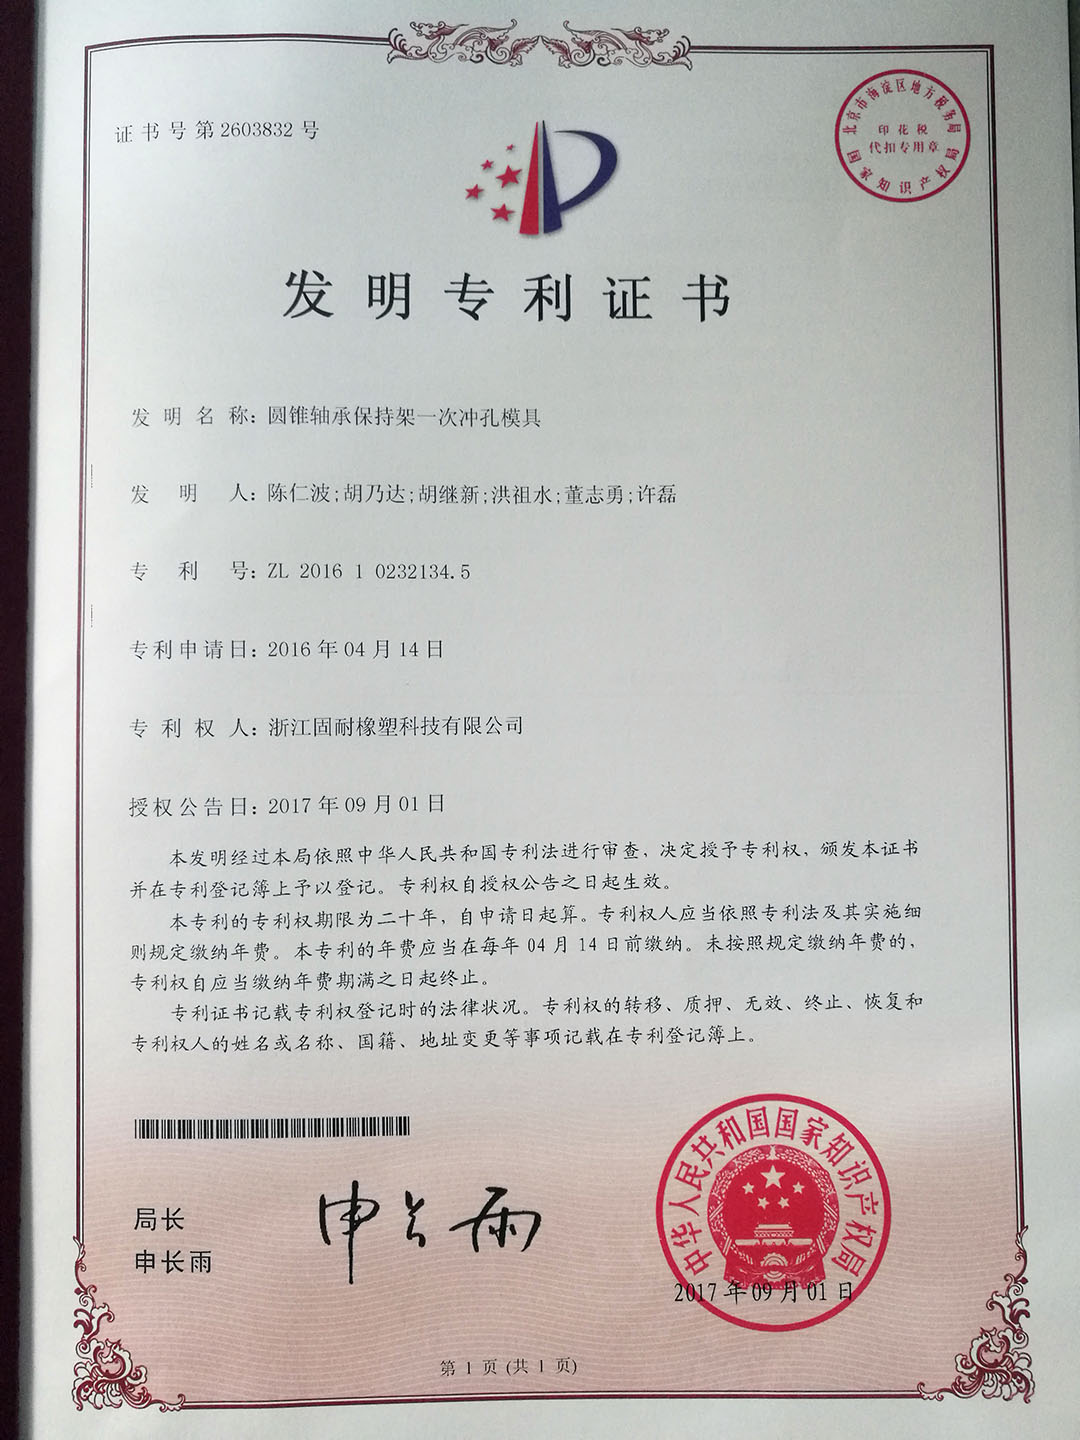 证书号第2603832号
北京市海淀区地方税务局
印花税
代扣专用章
国家知识产权局
发明专利证书
发明名称：圆锥轴承保持架一次冲孔模具
发明人：陈仁波;胡乃达;胡继新;洪祖水;董志勇;许磊
专利号：ZL 2016 1 0232134.5
专利申请日：2016年04月14日
专利权人：浙江固耐橡塑科技有限公司
授权公告日：2017年09月01日
本发明经过本局依照中华人民共和国专利法进行审查，决定授予专利权，颁发本证书
并在专利登记簿上予以登记。专利权自授权公告之日起生效。
本专利的专利权期限为二十年，自申请日起算。专利权人应当依照专利法及其实施细
则规定缴纳年费。本专利的年费应当在每年04月14日前缴纳。未按照规定缴纳年费的，
专利权自应当缴纳年费期满之日起终止。
专利证书记载专利权登记时的法律状况。专利权的转移、质押、无效、终止、恢复和
专利权人的姓名或名称、国籍、地址变更等事项记载在专利登记簿上。
局长
申长雨
申长雨
中华人民共和国国家知识产权局
2017年09月01日
第1页(共1页)